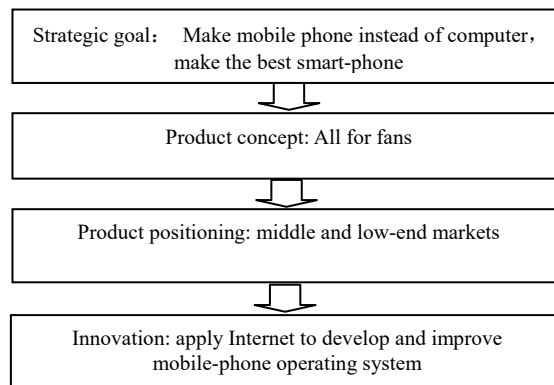 Strategic goal： Make mobile phone instead of computer，
make the best smart-phone
Product concept: All for fans
Product positioning: middle and low-end markets
Innovation: apply Internet to develop and improve
mobile-phone operating system